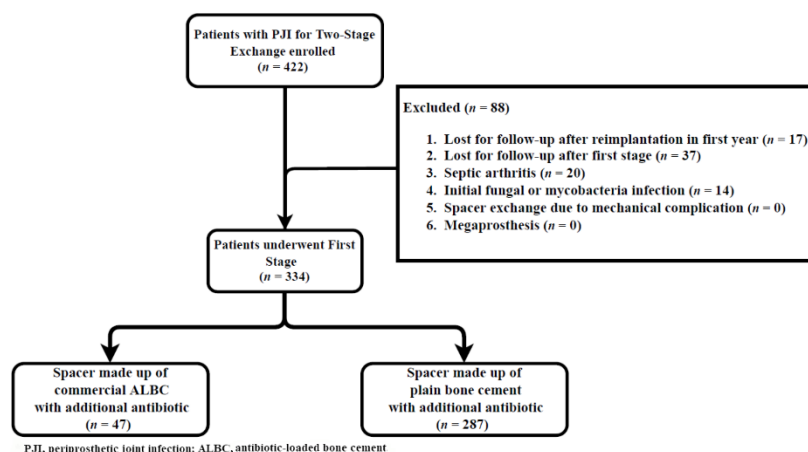 Patients with PJI for Two-Stage
Exchange enrolled
(n = 422)
Excluded (n = 88)
1. Lost for follow-up after reimplantation in first year (n = 17)
2. Lost for follow-up after first stage (n = 37)
3. Septic arthritis (n = 20)
4. Initial fungal or mycobacteria infection (n = 14)
5. Spacer exchange due to mechanical complication (n = 0)
6. Megaprosthesis (n = 0)
Patients underwent First
Stage
(n = 334)
Spacer made up of
commercial ALBC
with additional antibiotic
(n = 47)
Spacer made up of
plain bone cement
with additional antibiotic
(n = 287)
PJI, periprosthetic joint infection; ALBC, antibiotic-loaded bone cement